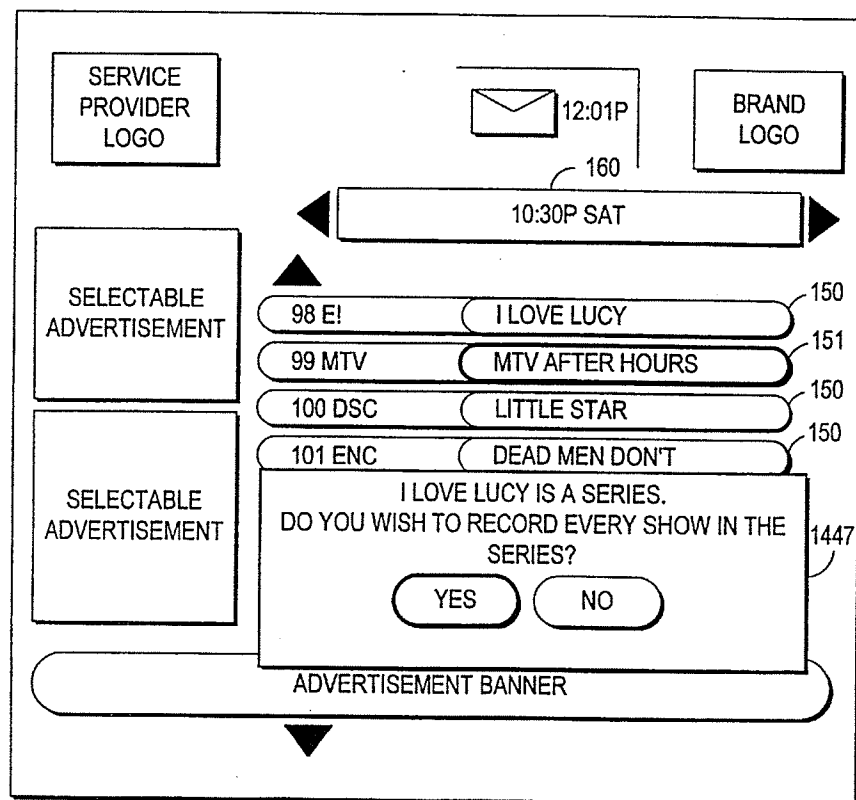 SERVICE
PROVIDER
LOGO
12:01P
BRAND
LOGO
160
10:30P SAT
SELECTABLE
ADVERTISEMENT
98 E! I LOVE LUCY 150
99 MTV MTV AFTER HOURS 151
100 DSC LITTLE STAR 150
101 ENC DEAD MEN DON'T 150
SELECTABLE
ADVERTISEMENT
I LOVE LUCY IS A SERIES.
DO YOU WISH TO RECORD EVERY SHOW IN THE
SERIES?
1447
YES NO
ADVERTISEMENT BANNER